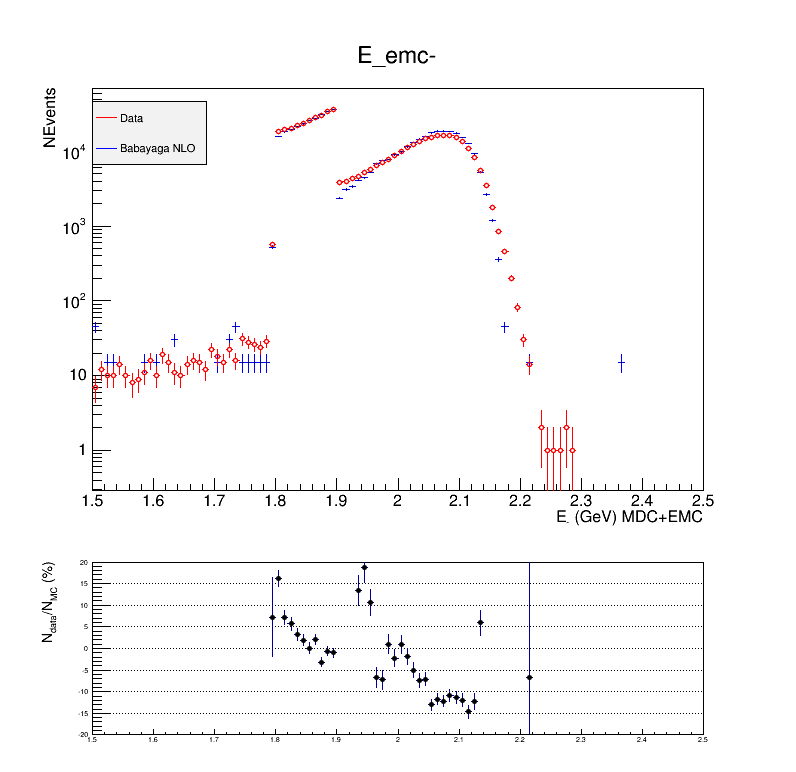 E_emc-
NEvents
Data
Babayaga NLO
10⁴
10³
10²
10
1
1.5 1.6 1.7 1.8 1.9 2 2.1 2.2 2.3 2.4 2.5
E- (GeV) MDC+EMC
N_data/N_MC (%)
20
15
10
5
0
-5
-10
-15
-20
1.5 1.6 1.7 1.8 1.9 2 2.1 2.2 2.3 2.4 2.5